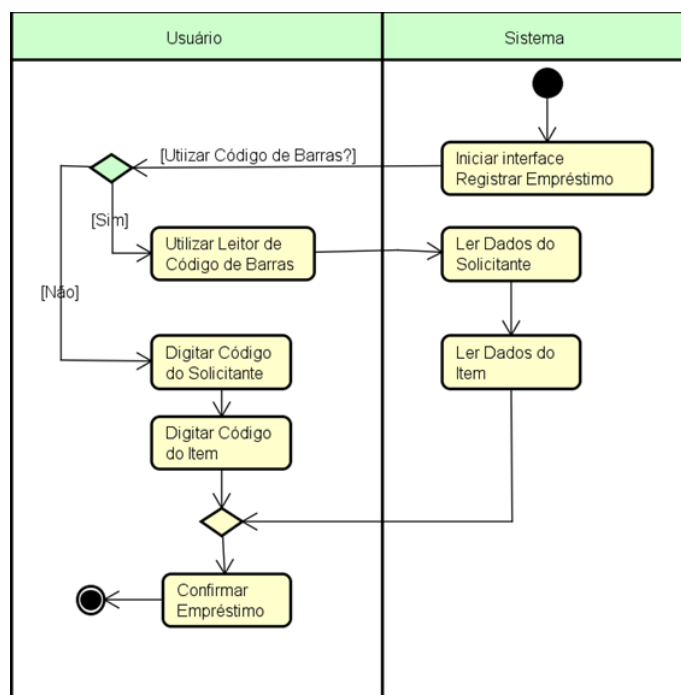 Usuário
Sistema
[Utiizar Código de Barras?]
Iniciar interface
Registrar Empréstimo
[Sim]
Utilizar Leitor de
Código de Barras
Ler Dados do
Solicitante
[Não]
Digitar Código
do Solicitante
Ler Dados do
Item
Digitar Código
do Item
Confirmar
Empréstimo